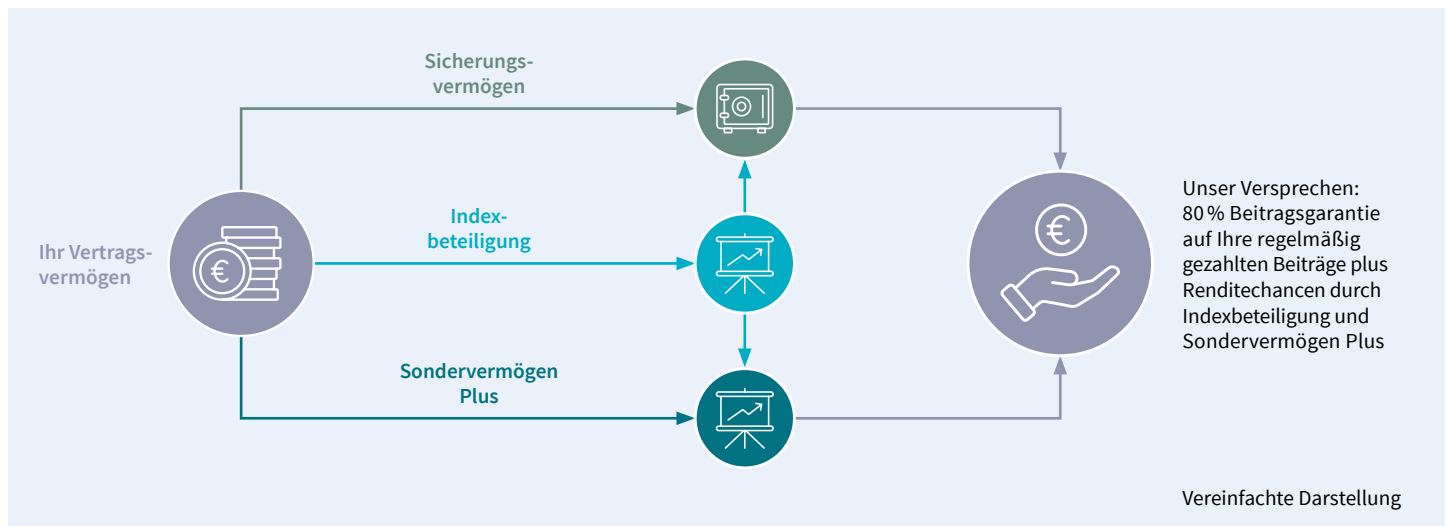 Sicherungs-
vermögen
Index-
beteiligung
Ihr Vertrags-
vermögen
€
€
Unser Versprechen:
80 % Beitragsgarantie
auf Ihre regelmäßig
gezahlten Beiträge plus
Renditechancen durch
Indexbeteiligung und
Sondervermögen Plus
Sondervermögen
Plus
Vereinfachte Darstellung